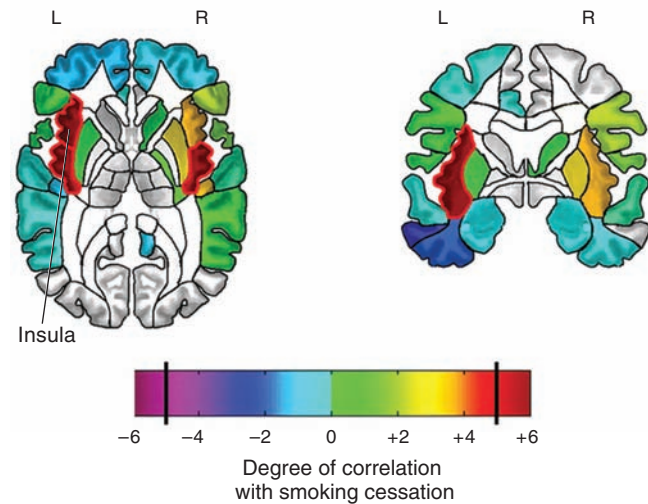 L R L R
Insula
−6 −4 −2 0 +2 +4 +6
Degree of correlation
with smoking cessation